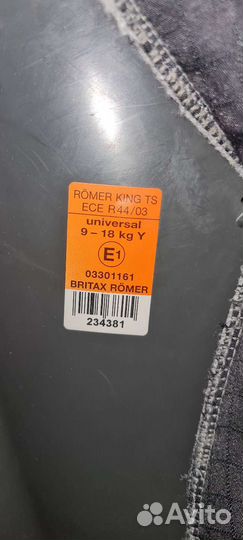 RÖMER KING TS
ECE R44/03
universal
9 – 18 kg Y
E1
03301161
BRITAX RÖMER
234381
Avito